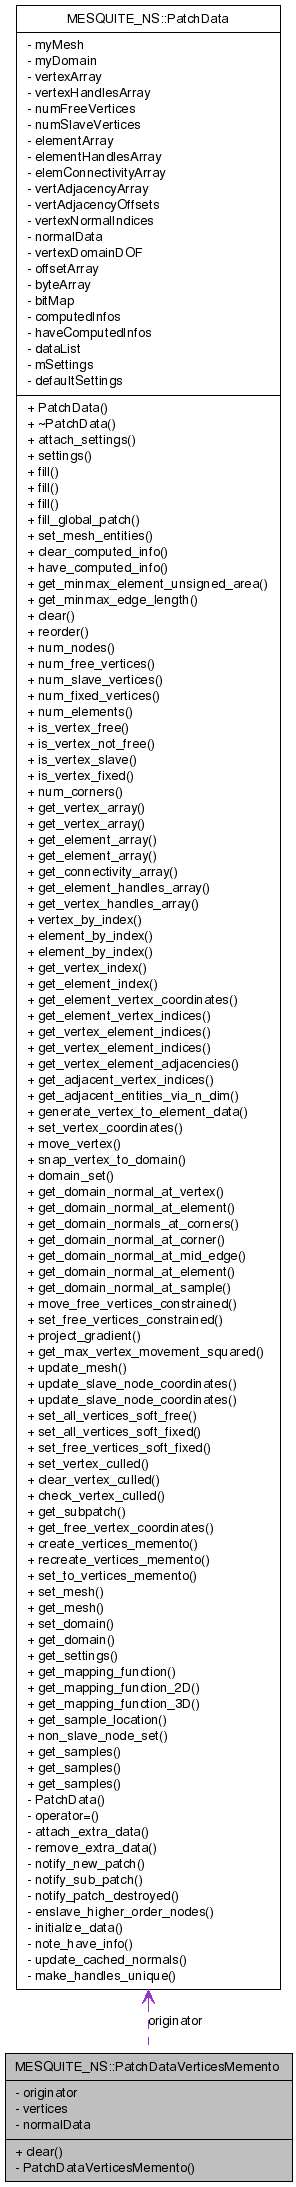 MESQUITE_NS::PatchData
- myMesh
- myDomain
- vertexArray
- vertexHandlesArray
- numFreeVertices
- numSlaveVertices
- elementArray
- elementHandlesArray
- elemConnectivityArray
- vertAdjacencyArray
- vertAdjacencyOffsets
- vertexNormalIndices
- normalData
- vertexDomainDOF
- offsetArray
- byteArray
- bitMap
- computedInfos
- haveComputedInfos
- dataList
- mSettings
- defaultSettings
+ PatchData()
+ ~PatchData()
+ attach_settings()
+ settings()
+ fill()
+ fill()
+ fill()
+ fill_global_patch()
+ set_mesh_entities()
+ clear_computed_info()
+ have_computed_info()
+ get_minmax_element_unsigned_area()
+ get_minmax_edge_length()
+ clear()
+ reorder()
+ num_nodes()
+ num_free_vertices()
+ num_slave_vertices()
+ num_fixed_vertices()
+ num_elements()
+ is_vertex_free()
+ is_vertex_not_free()
+ is_vertex_slave()
+ is_vertex_fixed()
+ num_corners()
+ get_vertex_array()
+ get_vertex_array()
+ get_element_array()
+ get_element_array()
+ get_connectivity_array()
+ get_element_handles_array()
+ get_vertex_handles_array()
+ vertex_by_index()
+ element_by_index()
+ element_by_index()
+ get_vertex_index()
+ get_element_index()
+ get_element_vertex_coordinates()
+ get_element_vertex_indices()
+ get_vertex_element_indices()
+ get_vertex_element_indices()
+ get_vertex_element_adjacencies()
+ get_adjacent_vertex_indices()
+ get_adjacent_entities_via_n_dim()
+ generate_vertex_to_element_data()
+ set_vertex_coordinates()
+ move_vertex()
+ snap_vertex_to_domain()
+ domain_set()
+ get_domain_normal_at_vertex()
+ get_domain_normal_at_element()
+ get_domain_normals_at_corners()
+ get_domain_normal_at_corner()
+ get_domain_normal_at_mid_edge()
+ get_domain_normal_at_element()
+ get_domain_normal_at_sample()
+ move_free_vertices_constrained()
+ set_free_vertices_constrained()
+ project_gradient()
+ get_max_vertex_movement_squared()
+ update_mesh()
+ update_slave_node_coordinates()
+ update_slave_node_coordinates()
+ set_all_vertices_soft_free()
+ set_all_vertices_soft_fixed()
+ set_free_vertices_soft_fixed()
+ set_vertex_culled()
+ clear_vertex_culled()
+ check_vertex_culled()
+ get_subpatch()
+ get_free_vertex_coordinates()
+ create_vertices_memento()
+ recreate_vertices_memento()
+ set_to_vertices_memento()
+ set_mesh()
+ get_mesh()
+ set_domain()
+ get_domain()
+ get_settings()
+ get_mapping_function()
+ get_mapping_function_2D()
+ get_mapping_function_3D()
+ get_sample_location()
+ non_slave_node_set()
+ get_samples()
+ get_samples()
+ get_samples()
- PatchData()
- operator=()
- attach_extra_data()
- remove_extra_data()
- notify_new_patch()
- notify_sub_patch()
- notify_patch_destroyed()
- enslave_higher_order_nodes()
- initialize_data()
- note_have_info()
- update_cached_normals()
- make_handles_unique()
originator
MESQUITE_NS::PatchDataVerticesMemento
- originator
- vertices
- normalData
+ clear()
- PatchDataVerticesMemento()